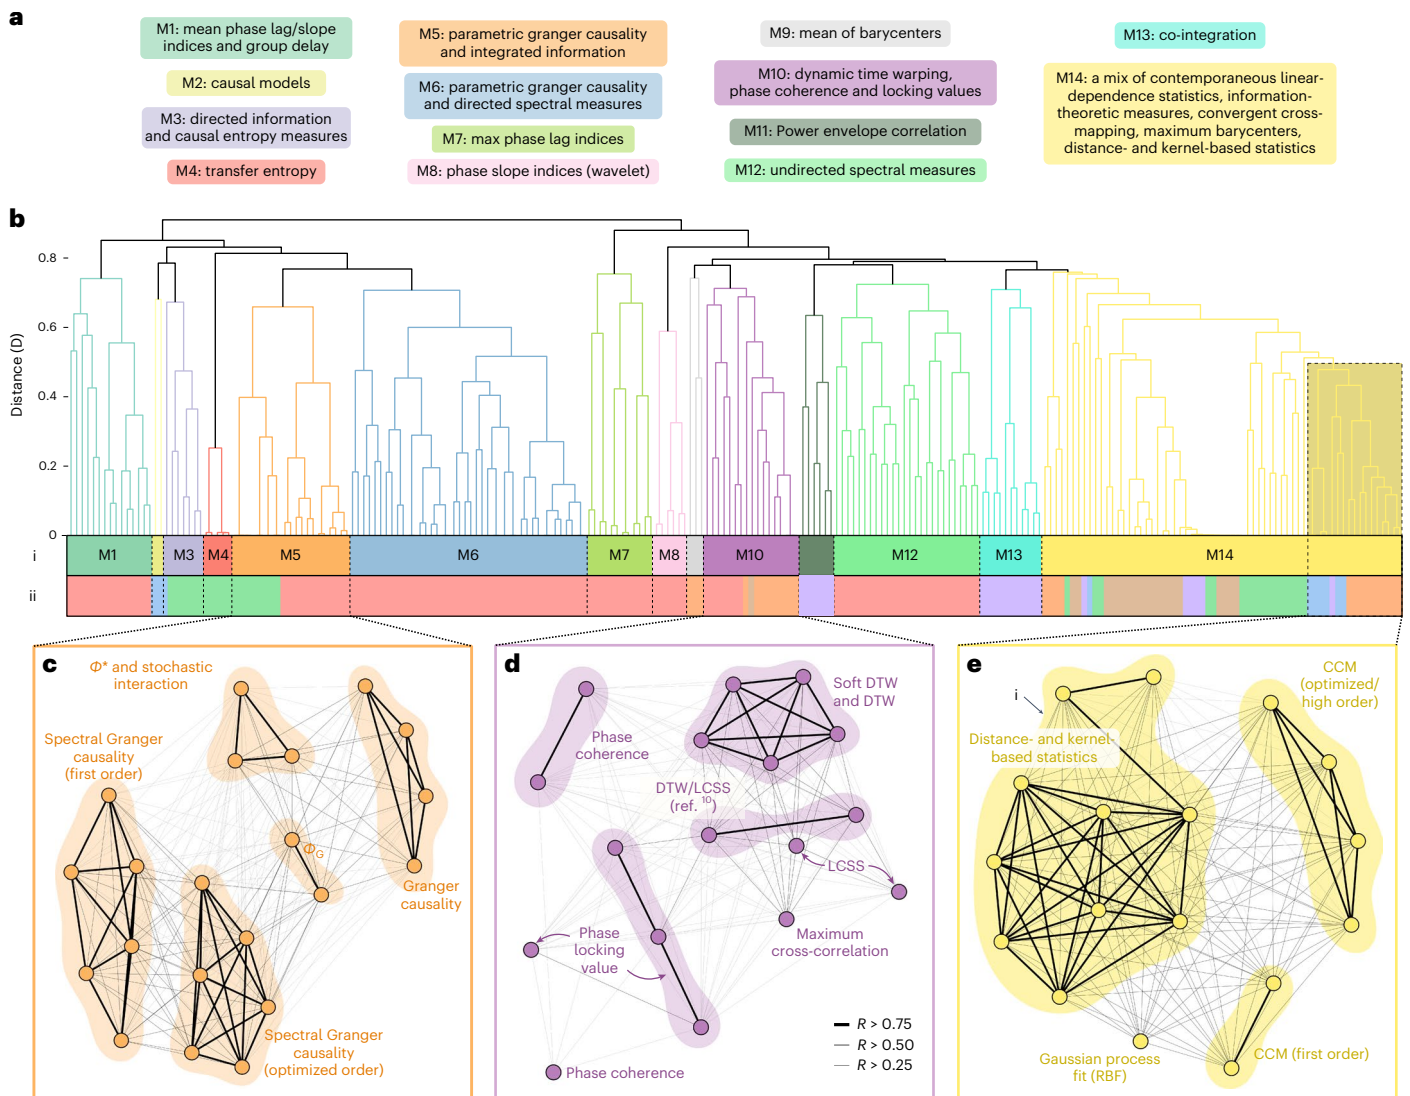 a
M1: mean phase lag/slope
indices and group delay
M2: causal models
M3: directed information
and causal entropy measures
M4: transfer entropy
M5: parametric granger causality
and integrated information
M6: parametric granger causality
and directed spectral measures
M7: max phase lag indices
M8: phase slope indices (wavelet)
M9: mean of barycenters
M10: dynamic time warping,
phase coherence and locking values
M11: Power envelope correlation
M12: undirected spectral measures
M13: co-integration
M14: a mix of contemporaneous linear-
dependence statistics, information-
theoretic measures, convergent cross-
mapping, maximum barycenters,
distance- and kernel-based statistics
b
Distance (D)
0.8
0.6
0.4
0.2
0
i
M1
M3
M4
M5
M6
M7
M8
M10
M12
M13
M14
ii
c
Φ* and stochastic
interaction
Spectral Granger
causality
(first order)
ΦG
Granger
causality
Spectral Granger
causality
(optimized order)
d
Phase
coherence
Soft DTW
and DTW
DTW/LCSS
(ref. 10)
LCSS
Phase
locking
value
Maximum
cross-correlation
Phase coherence
R > 0.75
R > 0.50
R > 0.25
e
i
Distance- and kernel-
based statistics
CCM
(optimized/
high order)
Gaussian process
fit (RBF)
CCM (first order)